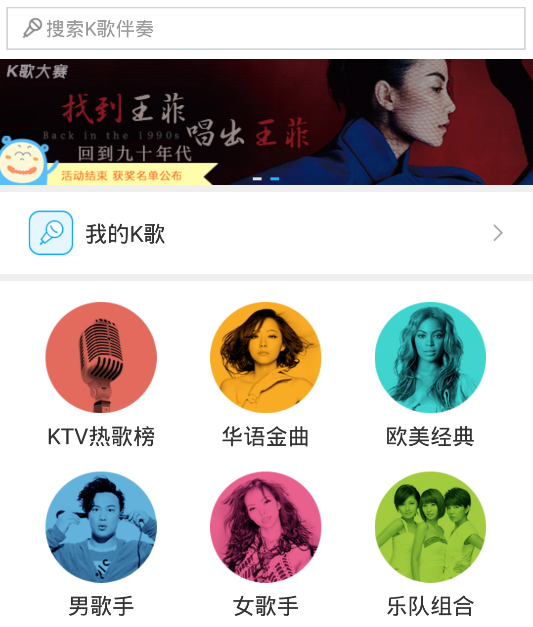 搜索K歌伴奏
K歌大赛
找到王菲
Back in the 1990s
唱出王菲
回到九十年代
活动结束 获奖名单公布
我的K歌
KTV热歌榜
华语金曲
欧美经典
男歌手
女歌手
乐队组合